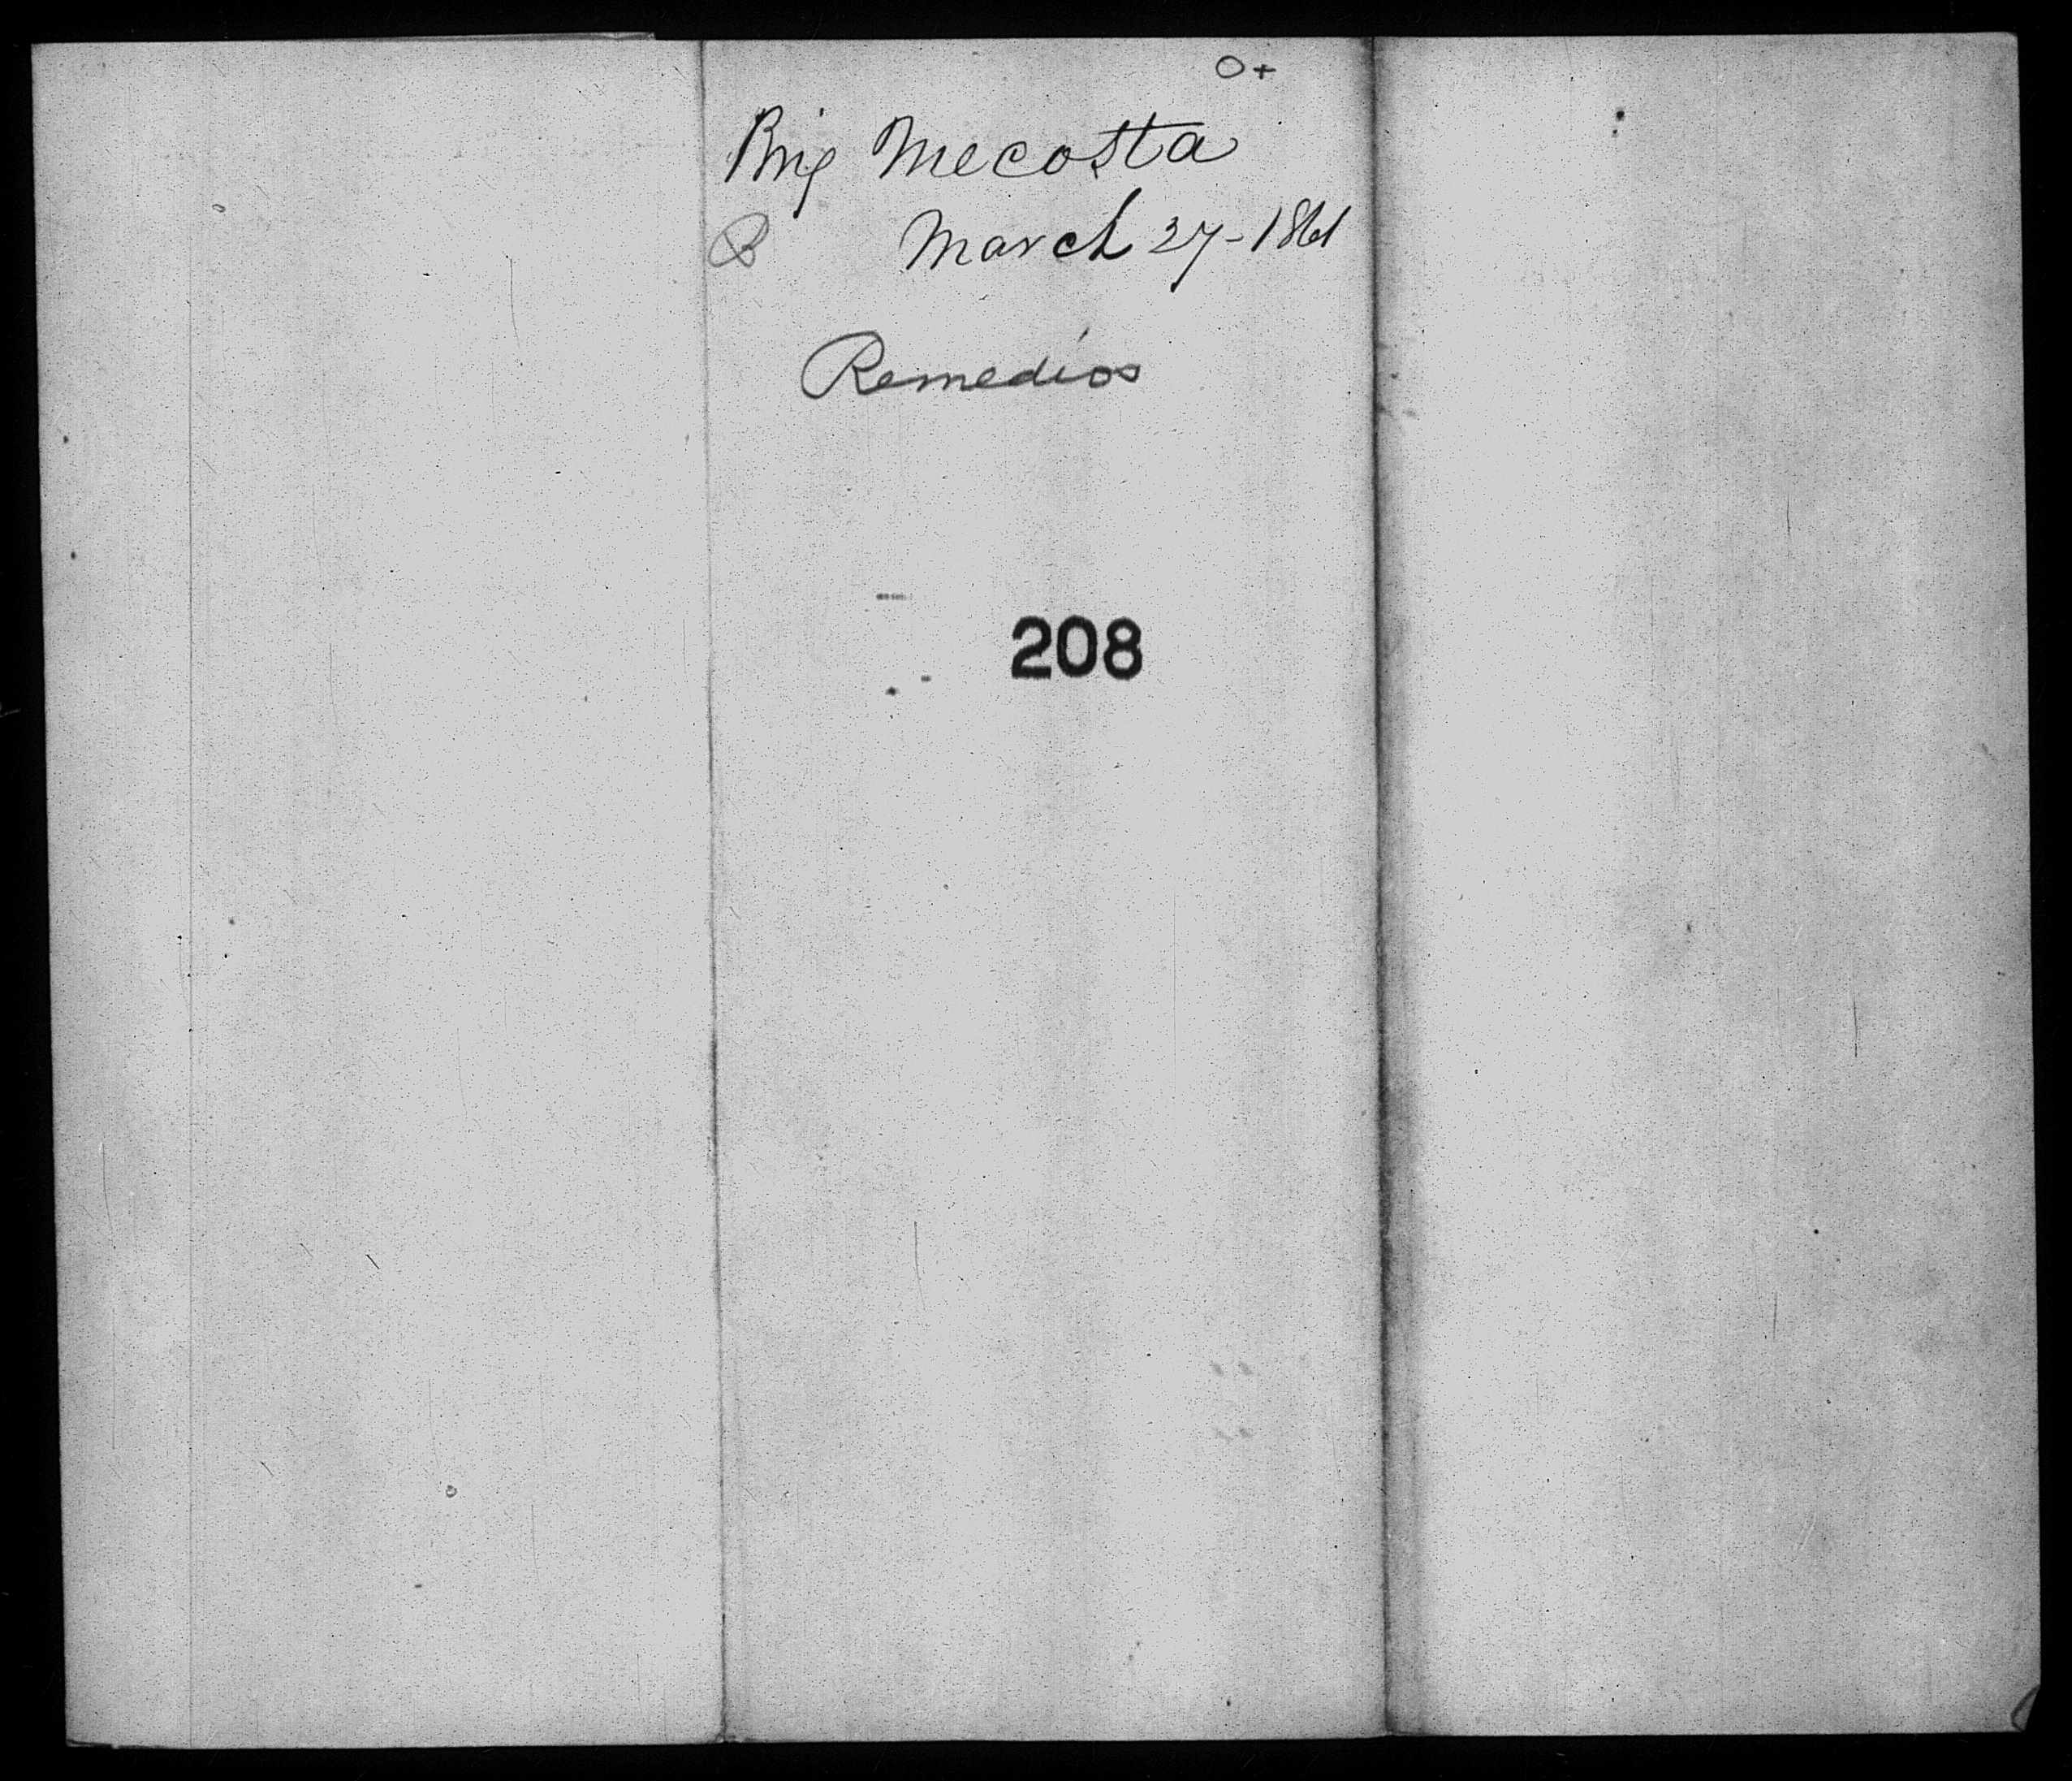 O+
Brig Mecosta
March 27-1861
Remedios
208